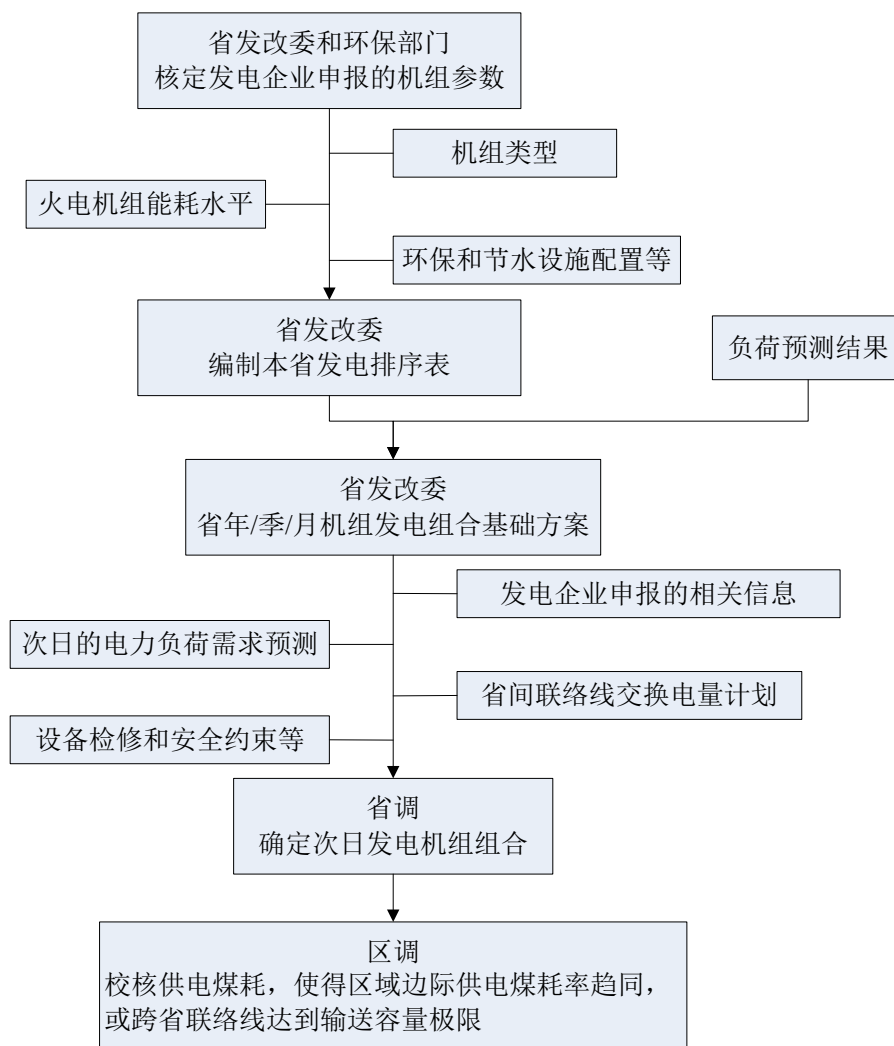 省发改委和环保部门
核定发电企业申报的机组参数
机组类型
火电机组能耗水平
环保和节水设施配置等
省发改委
编制本省发电排序表
负荷预测结果
省发改委
省年/季/月机组发电组合基础方案
发电企业申报的相关信息
次日的电力负荷需求预测
省间联络线交换电量计划
设备检修和安全约束等
省调
确定次日发电机组组合
区调
校核供电煤耗，使得区域边际供电煤耗率趋同，
或跨省联络线达到输送容量极限